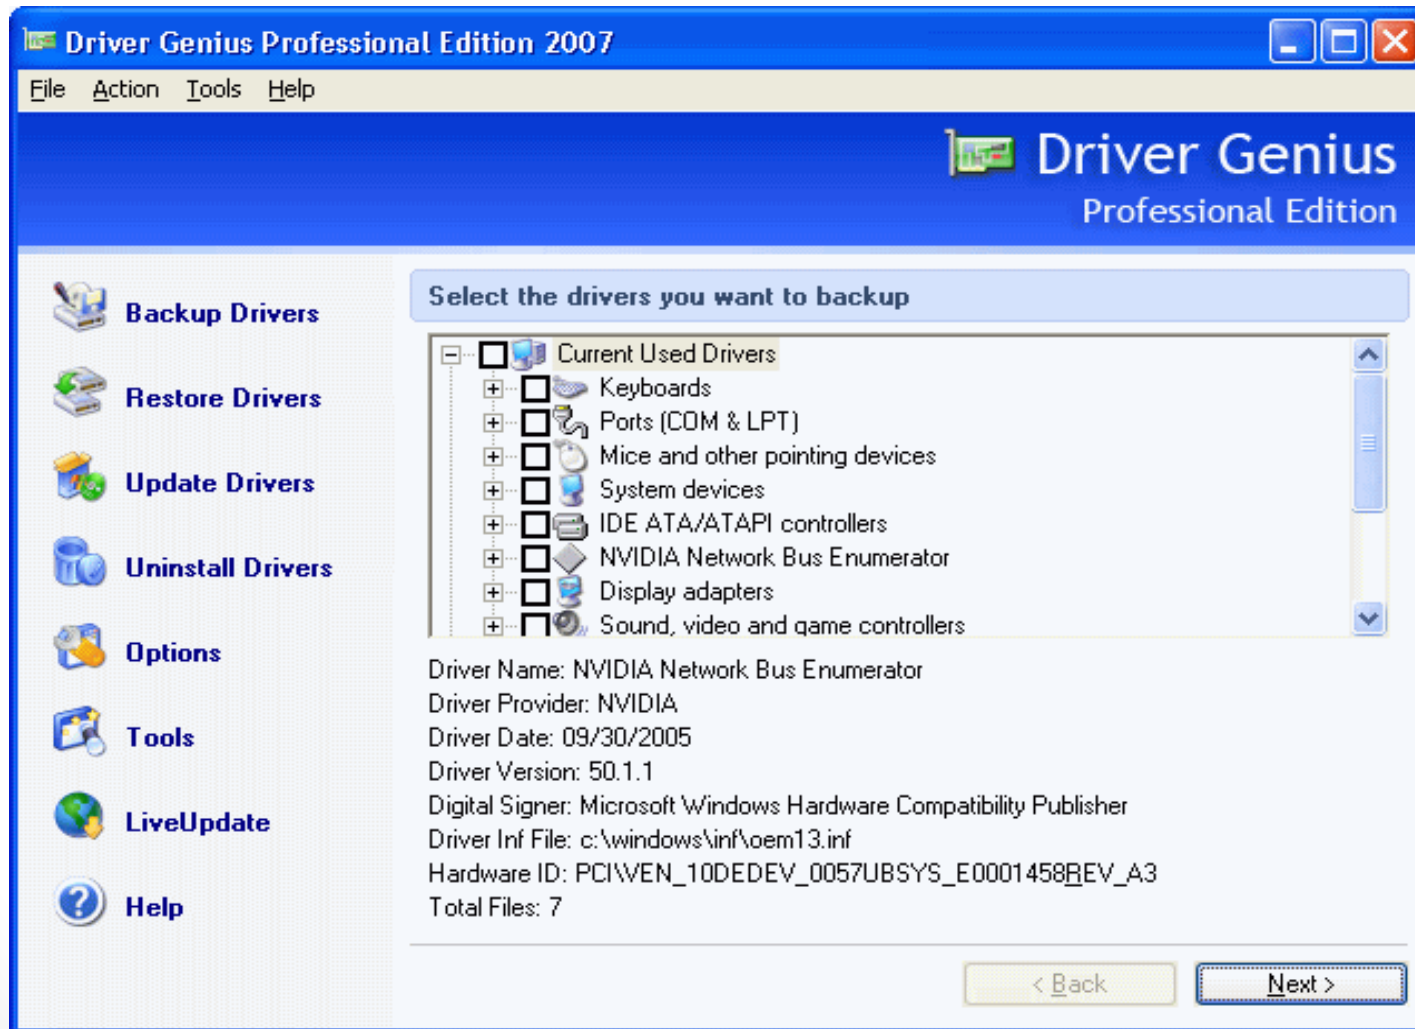 Driver Genius Professional Edition 2007
File Action Tools Help
Driver Genius
Professional Edition
Backup Drivers
Restore Drivers
Update Drivers
Uninstall Drivers
Options
Tools
LiveUpdate
Help
Select the drivers you want to backup
Current Used Drivers
Keyboards
Ports (COM & LPT)
Mice and other pointing devices
System devices
IDE ATA/ATAPI controllers
NVIDIA Network Bus Enumerator
Display adapters
Sound, video and game controllers
Driver Name: NVIDIA Network Bus Enumerator
Driver Provider: NVIDIA
Driver Date: 09/30/2005
Driver Version: 50.1.1
Digital Signer: Microsoft Windows Hardware Compatibility Publisher
Driver Inf File: c:\windows\inf\oem13.inf
Hardware ID: PCI\VEN_10DEDEV_0057UBSYS_E0001458REV_A3
Total Files: 7
< Back
Next >